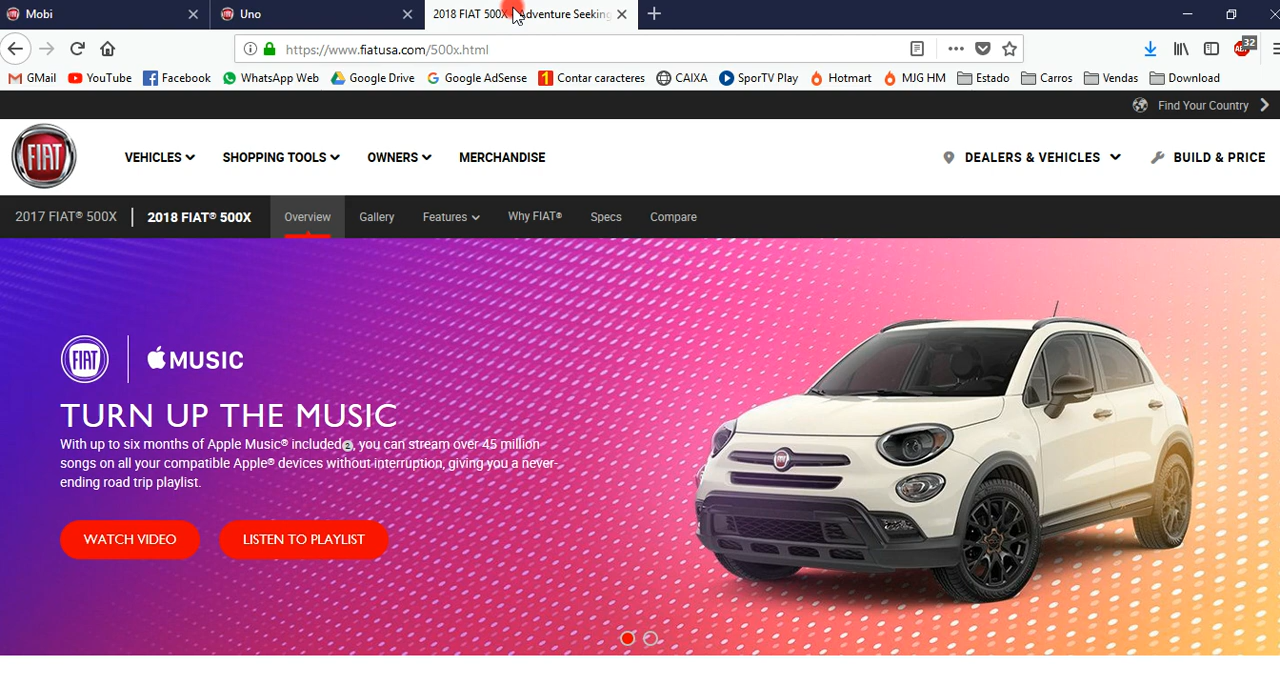 Mobi
Uno
2018 FIAT 500X Adventure Seeking
https://www.fiatusa.com/500x.html
32
GMail
YouTube
Facebook
WhatsApp Web
Google Drive
Google AdSense
Contar caracteres
CAIXA
SporTV Play
Hotmart
MJG HM
Estado
Carros
Vendas
Download
Find Your Country
FIAT
VEHICLES
SHOPPING TOOLS
OWNERS
MERCHANDISE
DEALERS & VEHICLES
BUILD & PRICE
2017 FIAT® 500X
2018 FIAT® 500X
Overview
Gallery
Features
Why FIAT®
Specs
Compare
FIAT
MUSIC
TURN UP THE MUSIC
With up to six months of Apple Music® included2, you can stream over 45 million
songs on all your compatible Apple® devices without interruption, giving you a never-
ending road trip playlist.
WATCH VIDEO
LISTEN TO PLAYLIST